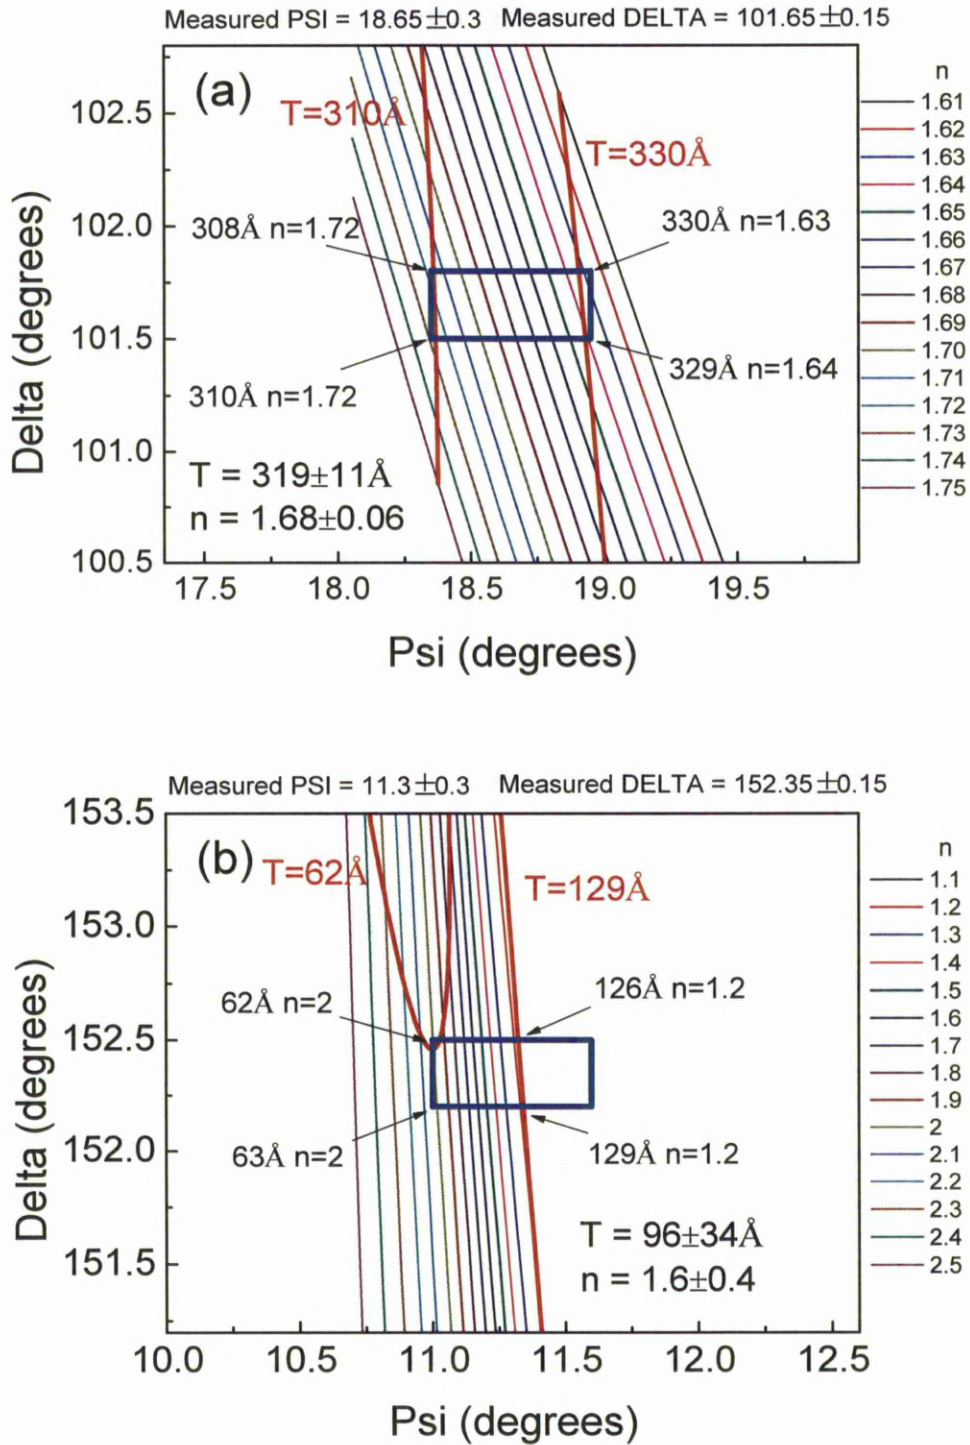 Measured PSI = 18.65±0.3 Measured DELTA = 101.65±0.15
(a)
T=310Å
T=330Å
308Å n=1.72
330Å n=1.63
310Å n=1.72
329Å n=1.64
T = 319±11Å
n = 1.68±0.06
Delta (degrees)
102.5
102.0
101.5
101.0
100.5
17.5 18.0 18.5 19.0 19.5
Psi (degrees)
n
1.61
1.62
1.63
1.64
1.65
1.66
1.67
1.68
1.69
1.70
1.71
1.72
1.73
1.74
1.75
Measured PSI = 11.3±0.3 Measured DELTA = 152.35±0.15
(b)
T=62Å
T=129Å
62Å n=2
126Å n=1.2
63Å n=2
129Å n=1.2
T = 96±34Å
n = 1.6±0.4
Delta (degrees)
153.5
153.0
152.5
152.0
151.5
10.0 10.5 11.0 11.5 12.0 12.5
Psi (degrees)
n
1.1
1.2
1.3
1.4
1.5
1.6
1.7
1.8
1.9
2
2.1
2.2
2.3
2.4
2.5